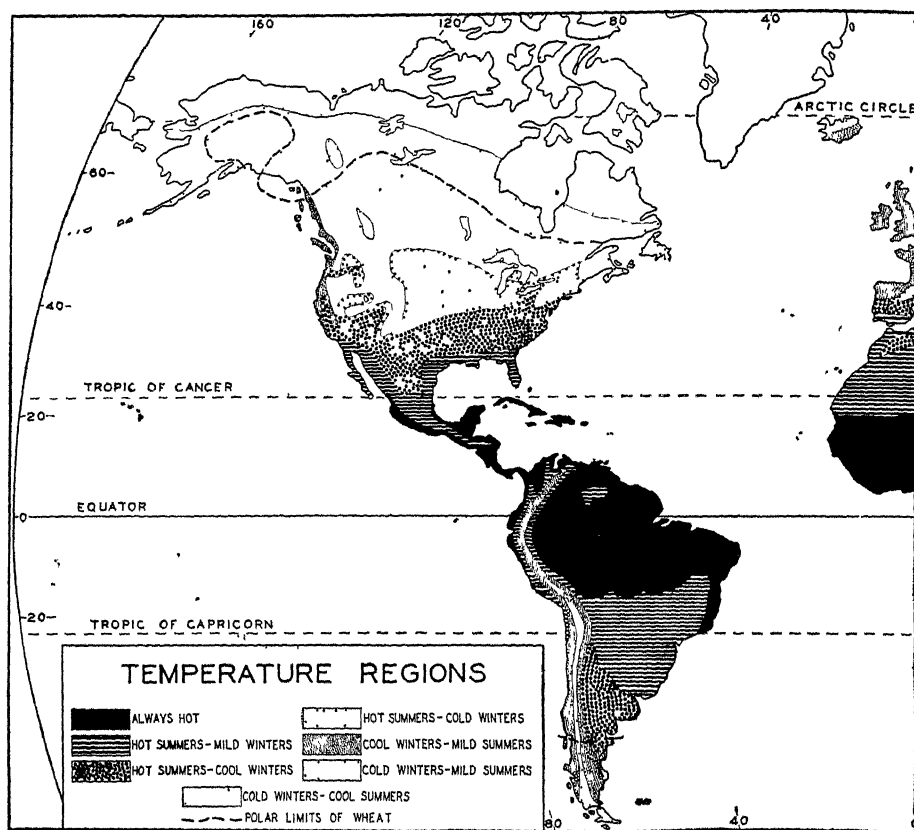 160 120 80 40 0
ARCTIC CIRCLE
60
40
TROPIC OF CANCER
20
EQUATOR
0
20
TROPIC OF CAPRICORN
TEMPERATURE REGIONS
ALWAYS HOT
HOT SUMMERS-MILD WINTERS
HOT SUMMERS-COOL WINTERS
HOT SUMMERS-COLD WINTERS
COOL WINTERS-MILD SUMMERS
COLD WINTERS-MILD SUMMERS
COLD WINTERS-COOL SUMMERS
POLAR LIMITS OF WHEAT
80 40